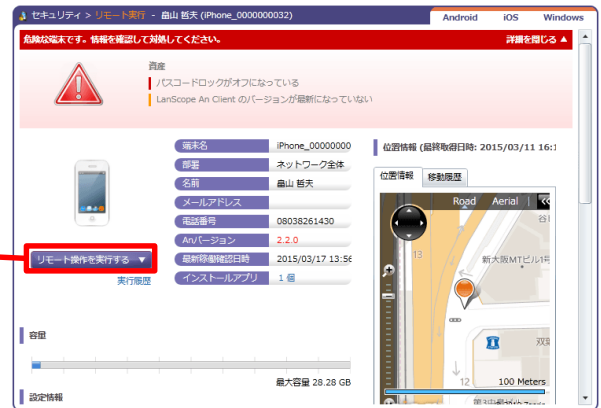 セキュリティ > リモート実行 - 畠山 哲夫 (iPhone_0000000032)
Android iOS Windows
危険な端末です。情報を確認して対処してください。
詳細を閉じる ▲
資産
パスコードロックがオフになっている
LanScope An Client のバージョンが最新になっていない
端末名 iPhone_00000000
部署 ネットワーク全体
名前 畠山 哲夫
メールアドレス
電話番号 08038261430
Anバージョン 2.2.0
最新稼働確認日時 2015/03/17 13:56
インストールアプリ 1 個
リモート操作を実行する ▼
実行履歴
容量
最大容量 28.28 GB
設定情報
位置情報 (最終取得日時: 2015/03/11 16:1
位置情報 移動履歴
Road Aerial
13
新大阪MTビル1号
12
100 Meters